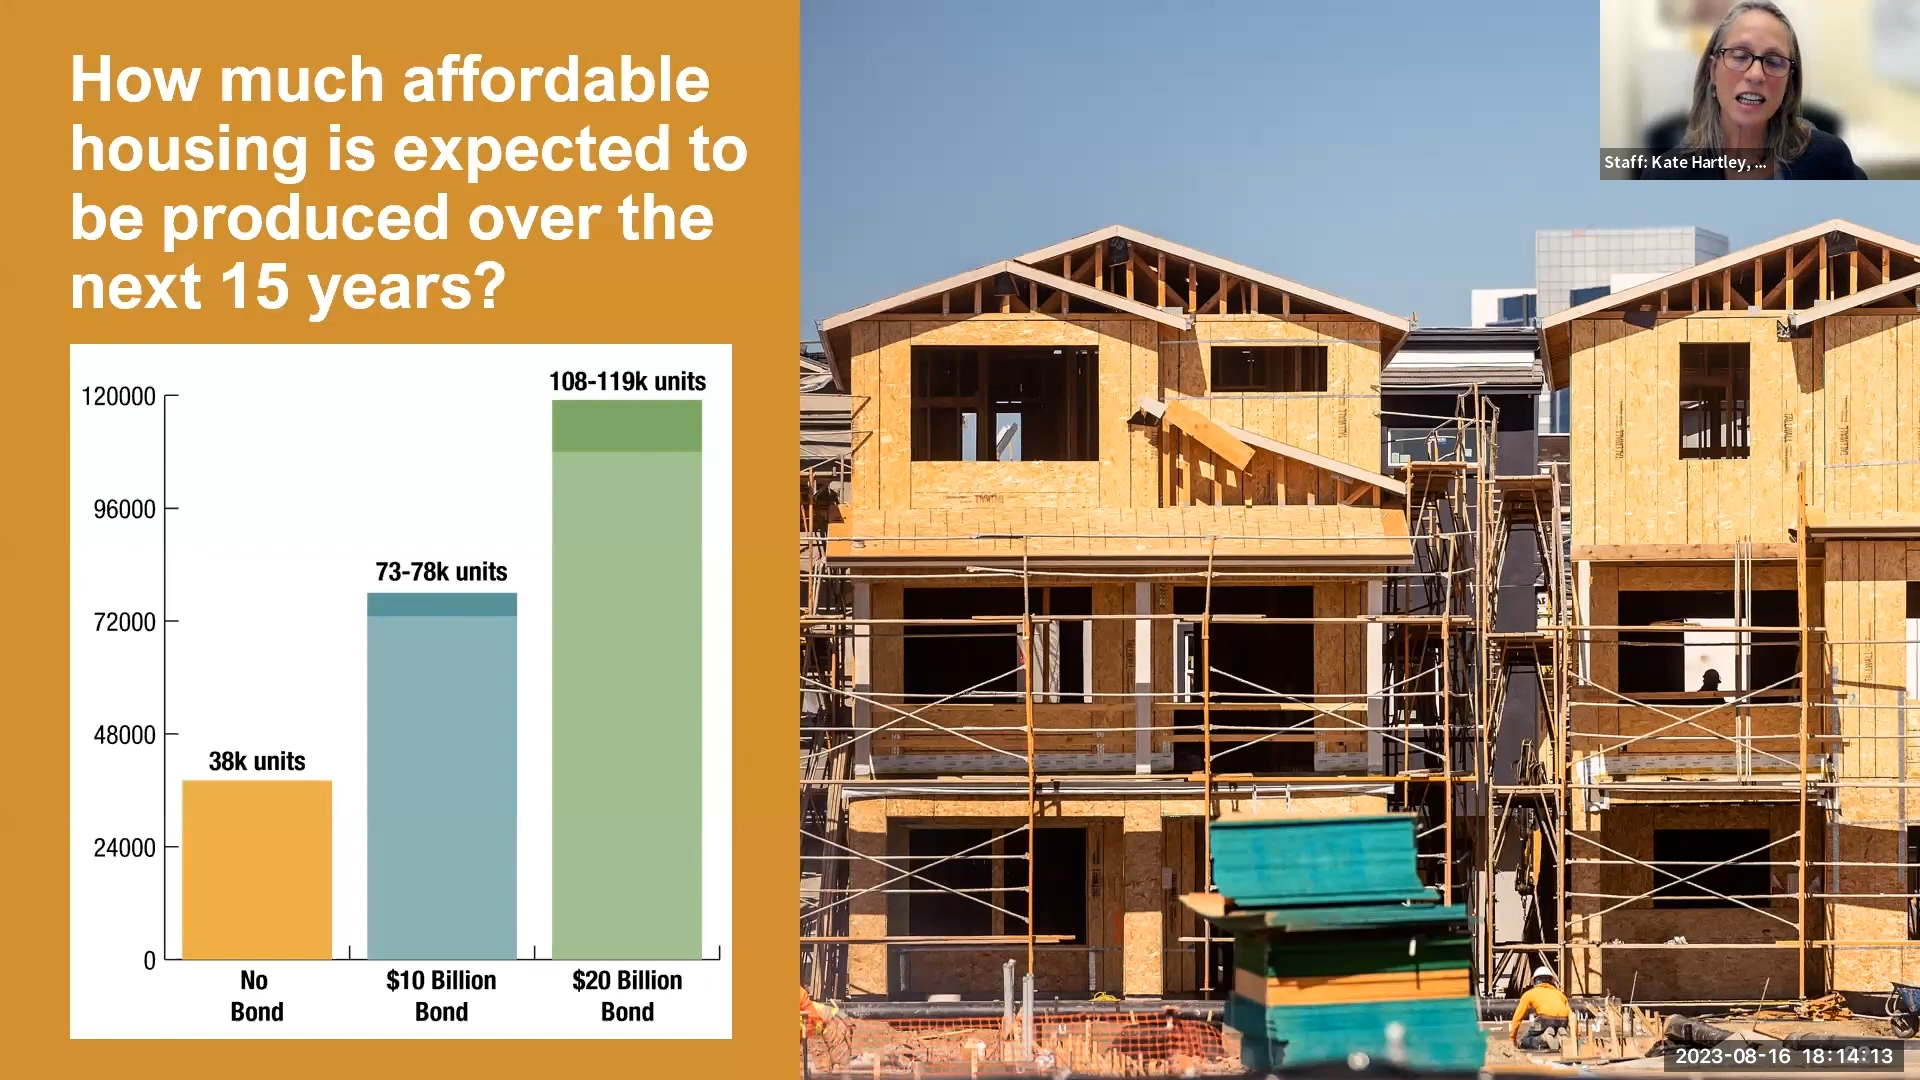 How much affordable
housing is expected to
be produced over the
next 15 years?
108-119k units
120000
96000
73-78k units
72000
48000
38k units
24000
0
No
Bond
$10 Billion
Bond
$20 Billion
Bond
Staff: Kate Hartley, ...
2023-08-16 18:14:13